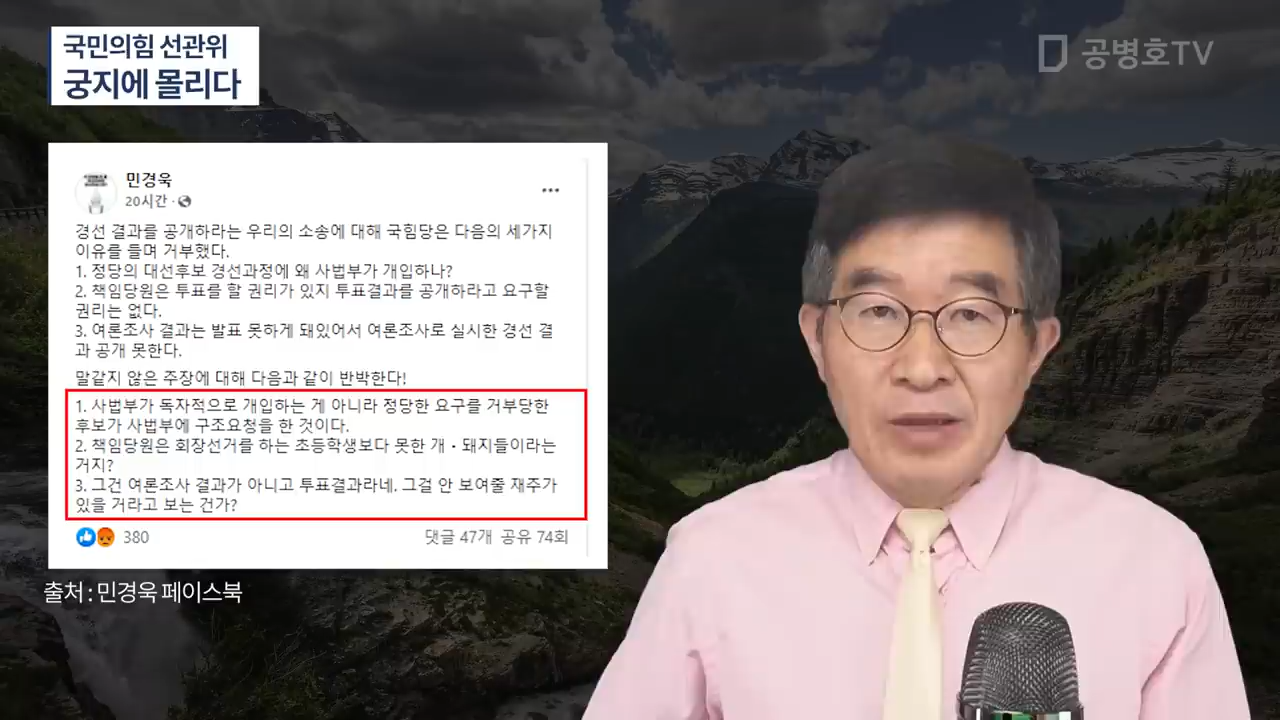 국민의힘 선관위
궁지에 몰리다
공병호TV
민경욱
20시간 ·
경선 결과를 공개하라는 우리의 소송에 대해 국힘당은 다음의 세가지
이유를 들며 거부했다.
1. 정당의 대선후보 경선과정에 왜 사법부가 개입하나?
2. 책임당원은 투표를 할 권리가 있지 투표결과를 공개하라고 요구할
권리는 없다.
3. 여론조사 결과는 발표 못하게 돼있어서 여론조사로 실시한 경선 결
과 공개 못한다.
말같지 않은 주장에 대해 다음과 같이 반박한다!
1. 사법부가 독자적으로 개입하는 게 아니라 정당한 요구를 거부당한
후보가 사법부에 구조요청을 한 것이다.
2. 책임당원은 회장선거를 하는 초등학생보다 못한 개·돼지들이라는
거지?
3. 그건 여론조사 결과가 아니고 투표결과라네. 그걸 안 보여줄 재주가
있을 거라고 보는 건가?
380
댓글 47개 공유 74회
출처 : 민경욱 페이스북